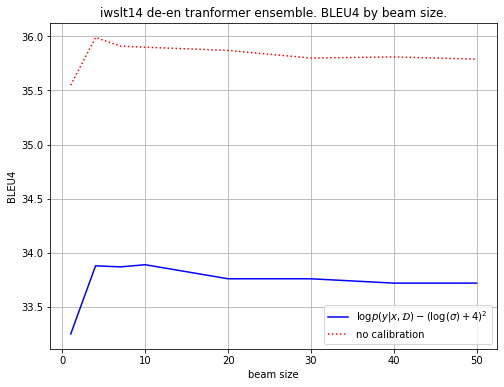 iwslt14 de-en tranformer ensemble. BLEU4 by beam size.
36.0
35.5
35.0
34.5
34.0
33.5
BLEU4
0 10 20 30 40 50
beam size
log p(y|x, 𝒟) − (log(σ) + 4)²
no calibration